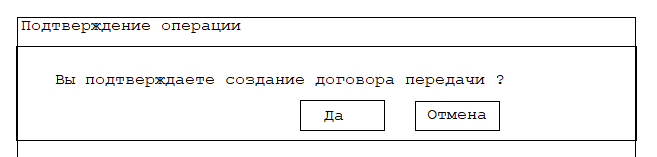 Подтверждение операции
Вы подтверждаете создание договора передачи ?
Да Отмена